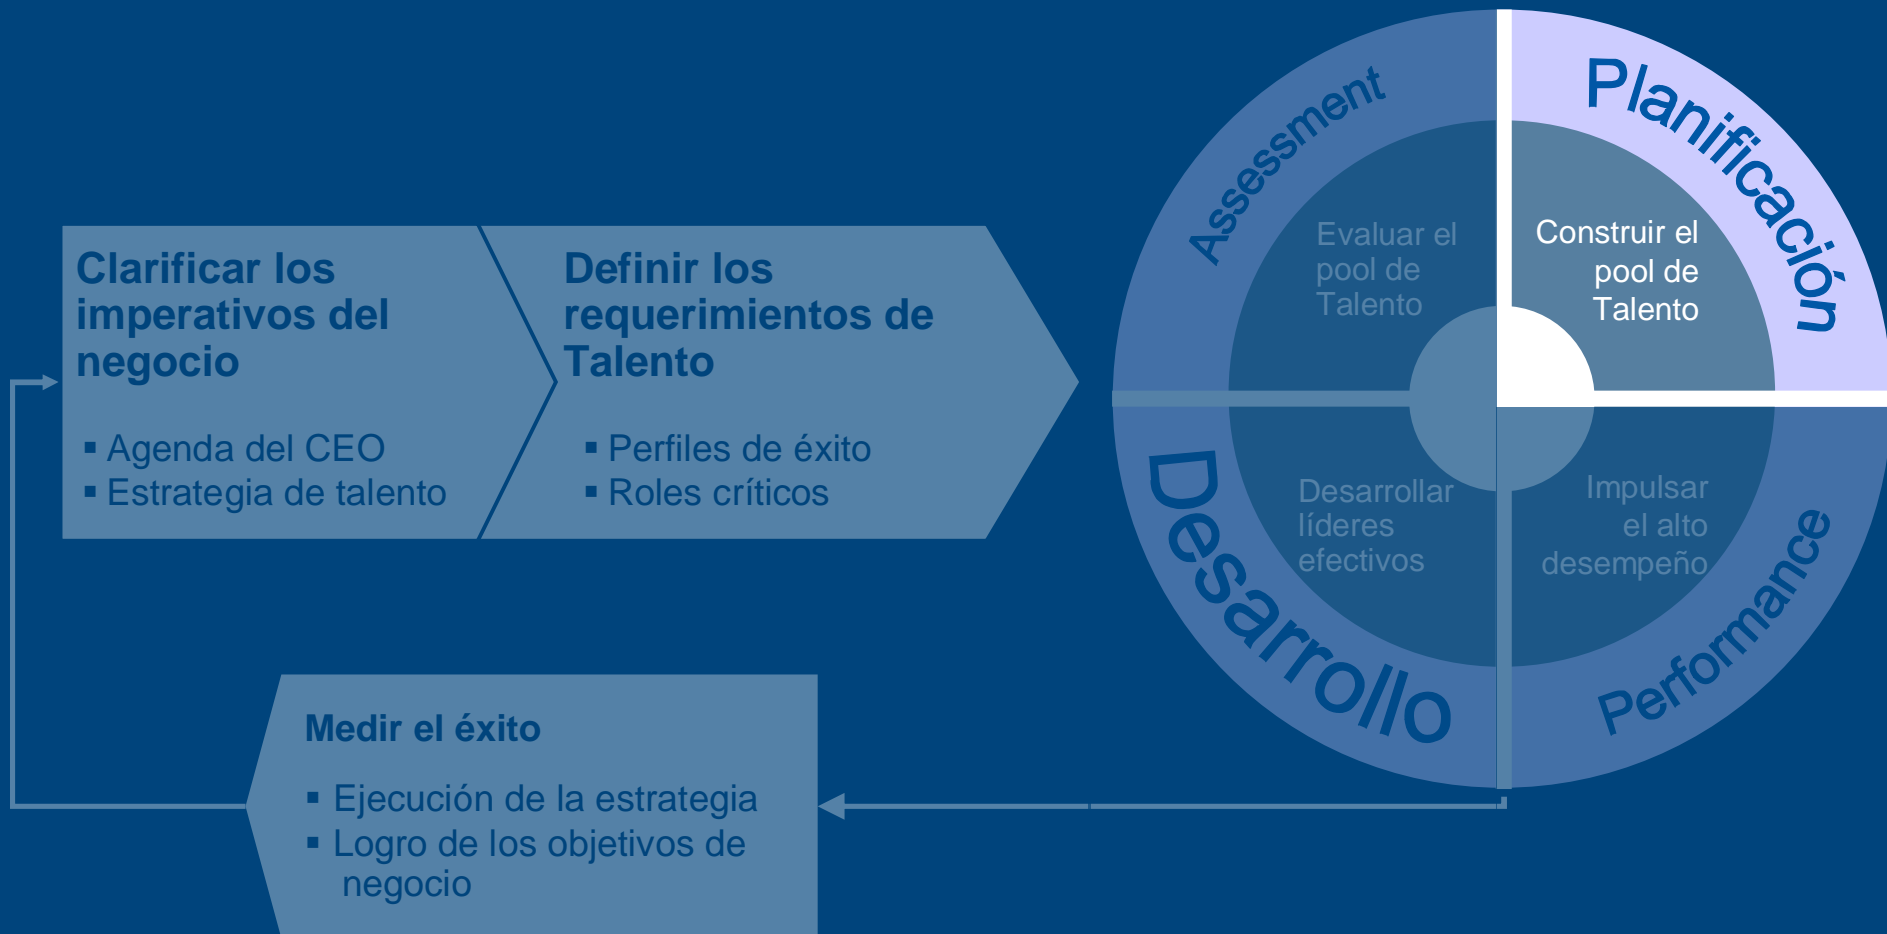 Clarificar los
imperativos del
negocio
▪ Agenda del CEO
▪ Estrategia de talento
Definir los
requerimientos de
Talento
▪ Perfiles de éxito
▪ Roles críticos
Assessment
Evaluar el
pool de
Talento
Planificación
Construir el
pool de
Talento
Desarrollo
Desarrollar
líderes
efectivos
Performance
Impulsar
el alto
desempeño
Medir el éxito
▪ Ejecución de la estrategia
▪ Logro de los objetivos de
negocio